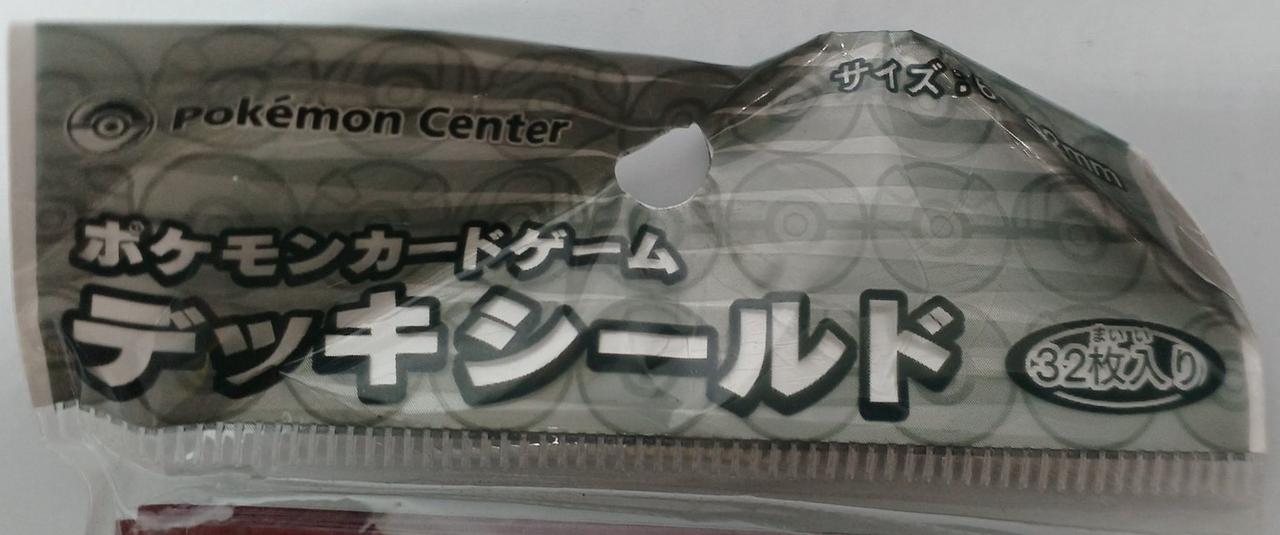 Pokémon Center
サイズ:
mm
ポケモンカードゲーム
デッキシールド
まいい
32枚入り